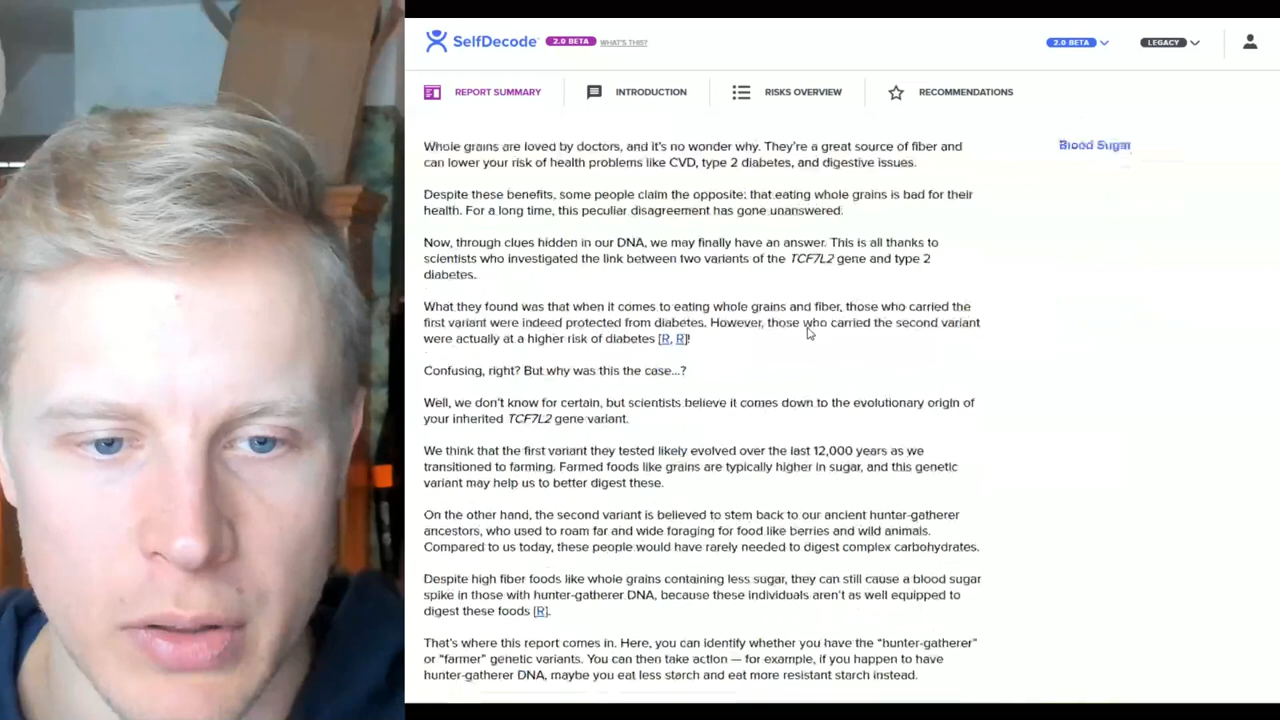 SelfDecode 2.0 BETA WHAT'S THIS? 2.0 BETA LEGACY
REPORT SUMMARY INTRODUCTION RISKS OVERVIEW RECOMMENDATIONS
Whole grains are loved by doctors, and it's no wonder why. They're a great source of fiber and
can lower your risk of health problems like CVD, type 2 diabetes, and digestive issues.
Blood Sugar
Despite these benefits, some people claim the opposite: that eating whole grains is bad for their
health. For a long time, this peculiar disagreement has gone unanswered.
Now, through clues hidden in our DNA, we may finally have an answer. This is all thanks to
scientists who investigated the link between two variants of the TCF7L2 gene and type 2
diabetes.
What they found was that when it comes to eating whole grains and fiber, those who carried the
first variant were indeed protected from diabetes. However, those who carried the second variant
were actually at a higher risk of diabetes [R, R]!
Confusing, right? But why was this the case...?
Well, we don't know for certain, but scientists believe it comes down to the evolutionary origin of
your inherited TCF7L2 gene variant.
We think that the first variant they tested likely evolved over the last 12,000 years as we
transitioned to farming. Farmed foods like grains are typically higher in sugar, and this genetic
variant may help us to better digest these.
On the other hand, the second variant is believed to stem back to our ancient hunter-gatherer
ancestors, who used to roam far and wide foraging for food like berries and wild animals.
Compared to us today, these people would have rarely needed to digest complex carbohydrates.
Despite high fiber foods like whole grains containing less sugar, they can still cause a blood sugar
spike in those with hunter-gatherer DNA, because these individuals aren't as well equipped to
digest these foods [R].
That's where this report comes in. Here, you can identify whether you have the "hunter-gatherer"
or "farmer" genetic variants. You can then take action — for example, if you happen to have
hunter-gatherer DNA, maybe you eat less starch and eat more resistant starch instead.